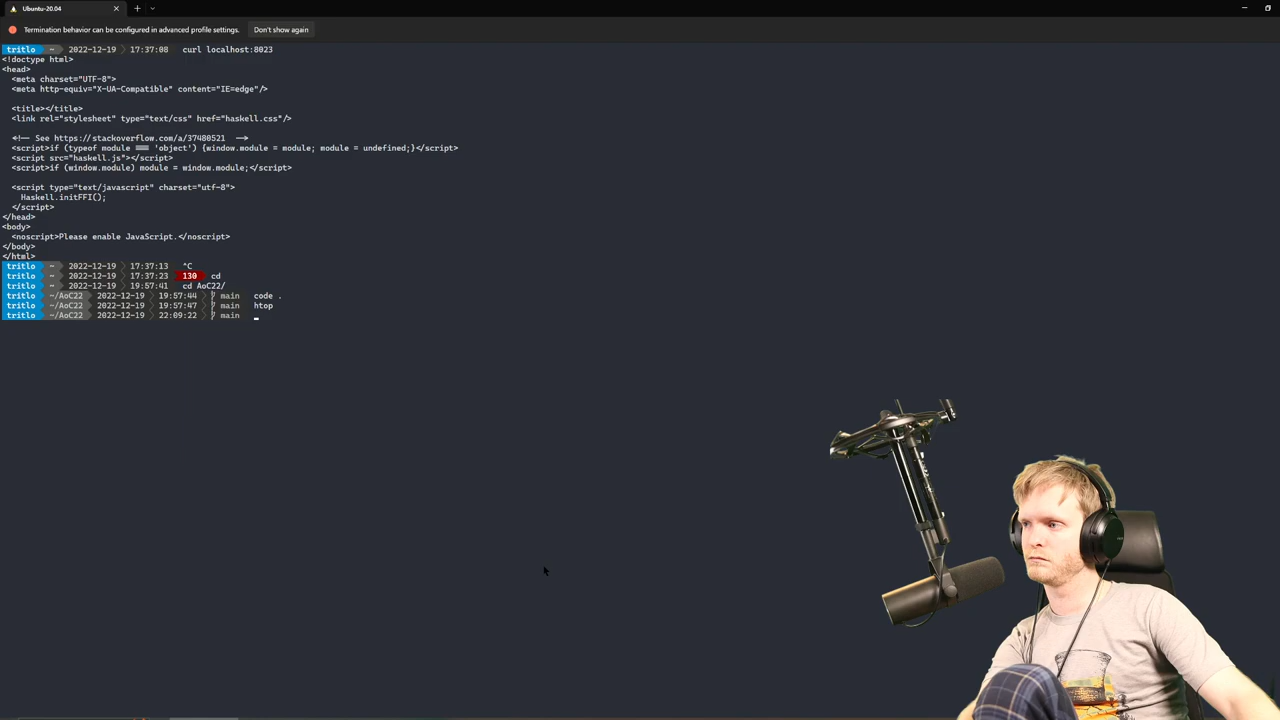 Ubuntu-20.04
Termination behavior can be configured in advanced profile settings. Don't show again
tritlo ~ 2022-12-19 17:37:08 curl localhost:8023
<!doctype html>
<head>
<meta charset="UTF-8">
<meta http-equiv="X-UA-Compatible" content="IE=edge"/>
<title></title>
<link rel="stylesheet" type="text/css" href="haskell.css"/>
<!-- See https://stackoverflow.com/a/37480521 -->
<script>if (typeof module === 'object') {window.module = module; module = undefined;}</script>
<script src="haskell.js"></script>
<script>if (window.module) module = window.module;</script>
<script type="text/javascript" charset="utf-8">
Haskell.initFFI();
</script>
</head>
<body>
<noscript>Please enable JavaScript.</noscript>
</body>
</html>
tritlo ~ 2022-12-19 17:37:13 ^C
tritlo ~ 2022-12-19 17:37:23 130 cd
tritlo ~ 2022-12-19 19:57:41 cd AoC22/
tritlo ~/AoC22 2022-12-19 19:57:44 main code .
tritlo ~/AoC22 2022-12-19 19:57:47 main htop
tritlo ~/AoC22 2022-12-19 22:09:22 main